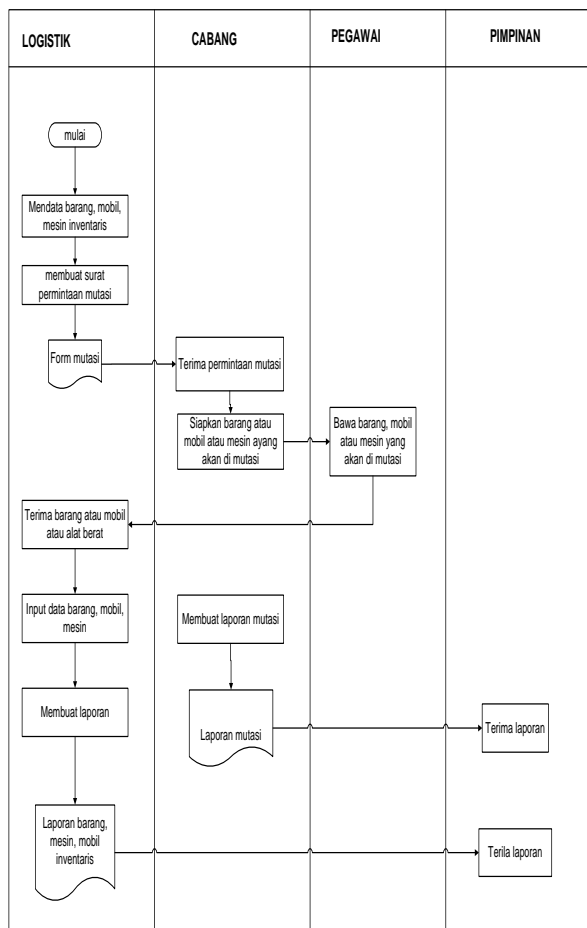 LOGISTIK
CABANG
PEGAWAI
PIMPINAN
mulai
Mendata barang, mobil,
mesin inventaris
membuat surat
permintaan mutasi
Form mutasi
Terima permintaan mutasi
Siapkan barang atau
mobil atau mesin ayang
akan di mutasi
Bawa barang, mobil
atau mesin yang
akan di mutasi
Terima barang atau mobil
atau alat berat
Input data barang, mobil,
mesin
Membuat laporan mutasi
Membuat laporan
Laporan mutasi
Terima laporan
Laporan barang,
mesin, mobil
inventaris
Terila laporan